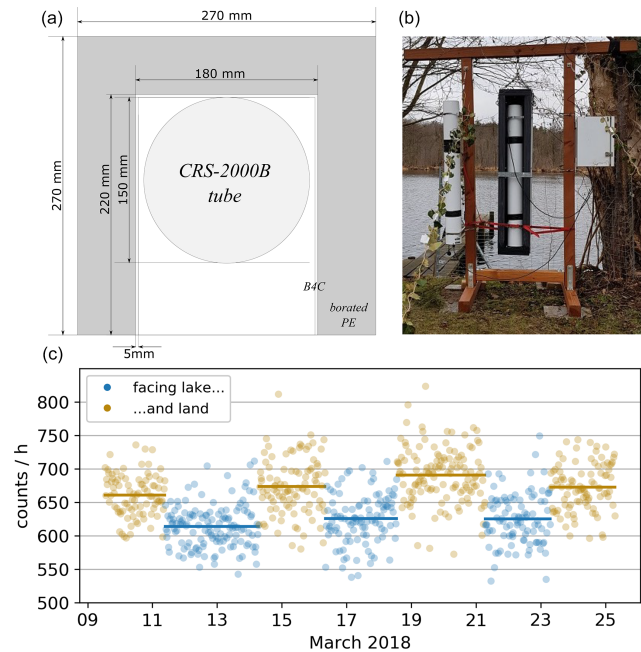 (a)
270 mm
180 mm
270 mm
220 mm
150 mm
CRS-2000B
tube
B4C
borated
PE
5mm
(b)
(c)
facing lake...
...and land
counts / h
800
750
700
650
600
550
500
09
11
13
15
17
19
21
23
25
March 2018